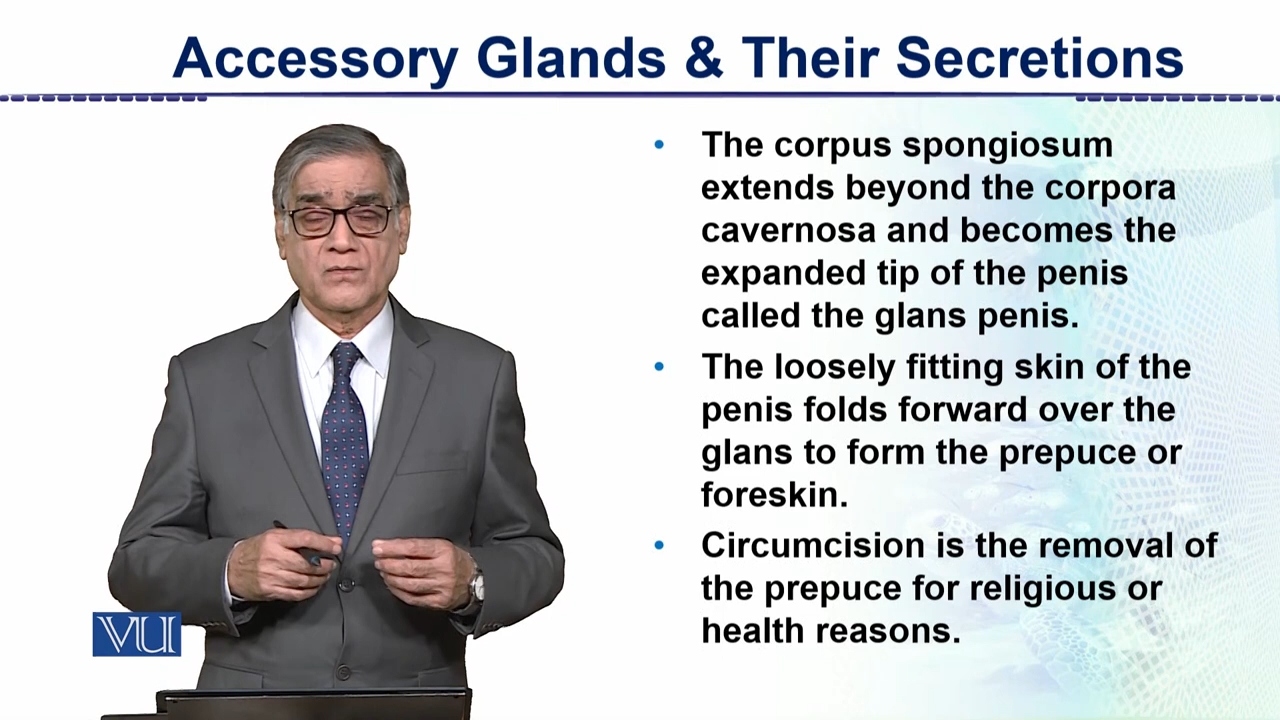 Accessory Glands & Their Secretions
• The corpus spongiosum
extends beyond the corpora
cavernosa and becomes the
expanded tip of the penis
called the glans penis.
• The loosely fitting skin of the
penis folds forward over the
glans to form the prepuce or
foreskin.
• Circumcision is the removal of
the prepuce for religious or
health reasons.
VU